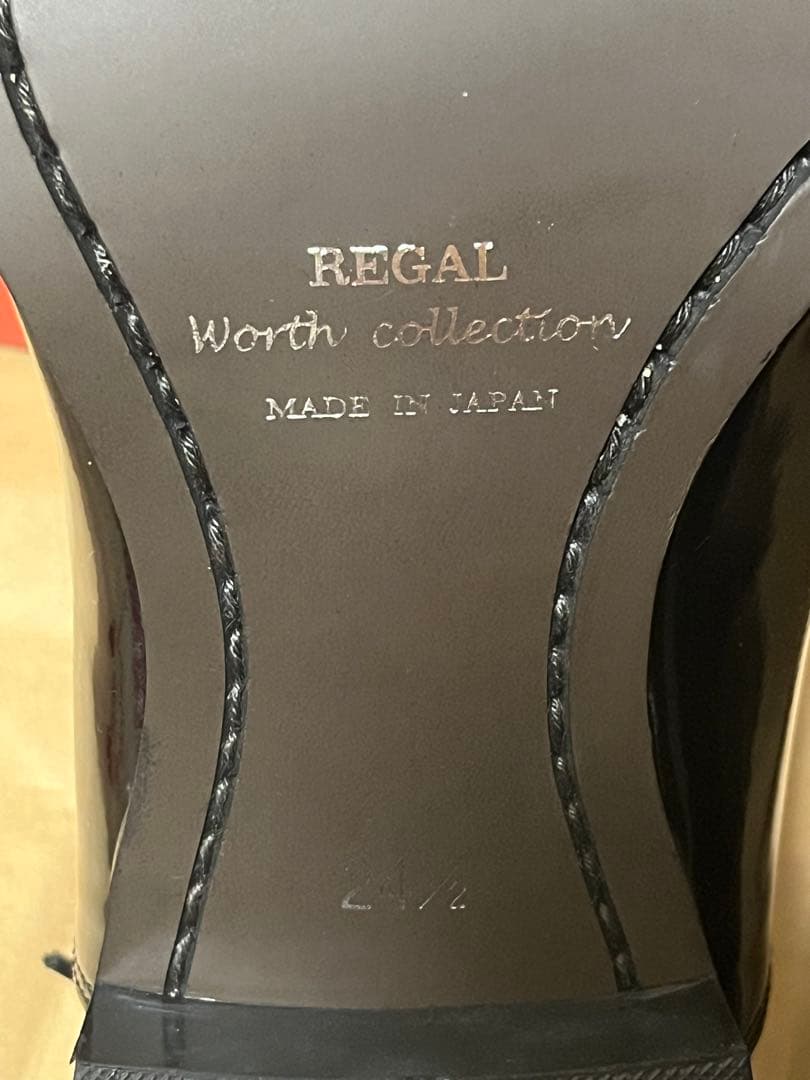 REGAL
Worth collection
MADE IN JAPAN
24 1/2